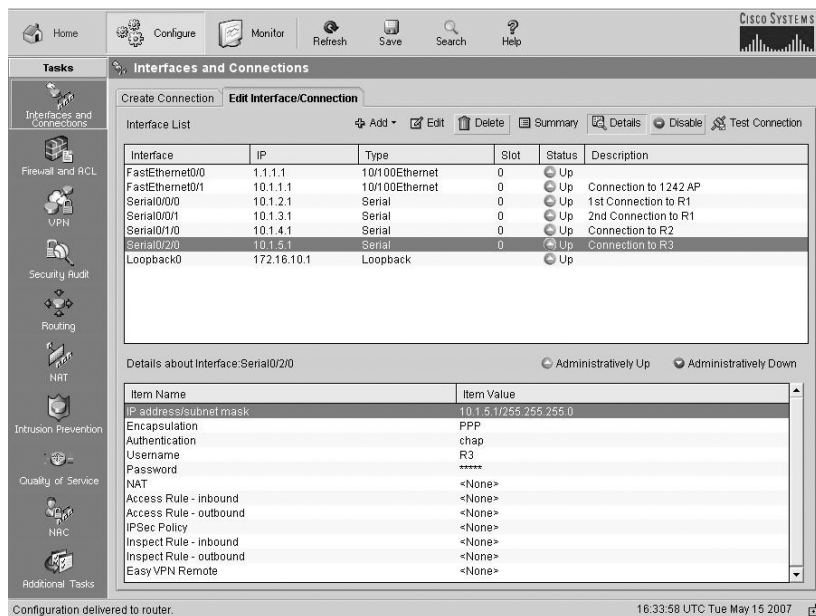 Home
Configure
Monitor
Refresh
Save
Search
Help
CISCO SYSTEMS
Tasks
Interfaces and Connections
Interfaces and
Connections
Firewall and ACL
VPN
Security Audit
Routing
NAT
Intrusion Prevention
Quality of Service
NAC
Additional Tasks
Create Connection Edit Interface/Connection
Interface List Add Edit Delete Summary Details Disable Test Connection
Interface IP Type Slot Status Description
FastEthernet0/0 1.1.1.1 10/100Ethernet 0 Up
FastEthernet0/1 10.1.1.1 10/100Ethernet 0 Up Connection to 1242 AP
Serial0/0/0 10.1.2.1 Serial 0 Up 1st Connection to R1
Serial0/0/1 10.1.3.1 Serial 0 Up 2nd Connection to R1
Serial0/1/0 10.1.4.1 Serial 0 Up Connection to R2
Serial0/2/0 10.1.5.1 Serial 0 Up Connection to R3
Loopback0 172.16.10.1 Loopback Up
Details about Interface:Serial0/2/0 Administratively Up Administratively Down
Item Name Item Value
IP address/subnet mask 10.1.5.1/255.255.255.0
Encapsulation PPP
Authentication chap
Username R3
Password *****
NAT <None>
Access Rule - inbound <None>
Access Rule - outbound <None>
IPSec Policy <None>
Inspect Rule - inbound <None>
Inspect Rule - outbound <None>
Easy VPN Remote <None>
Configuration delivered to router. 16:33:58 UTC Tue May 15 2007